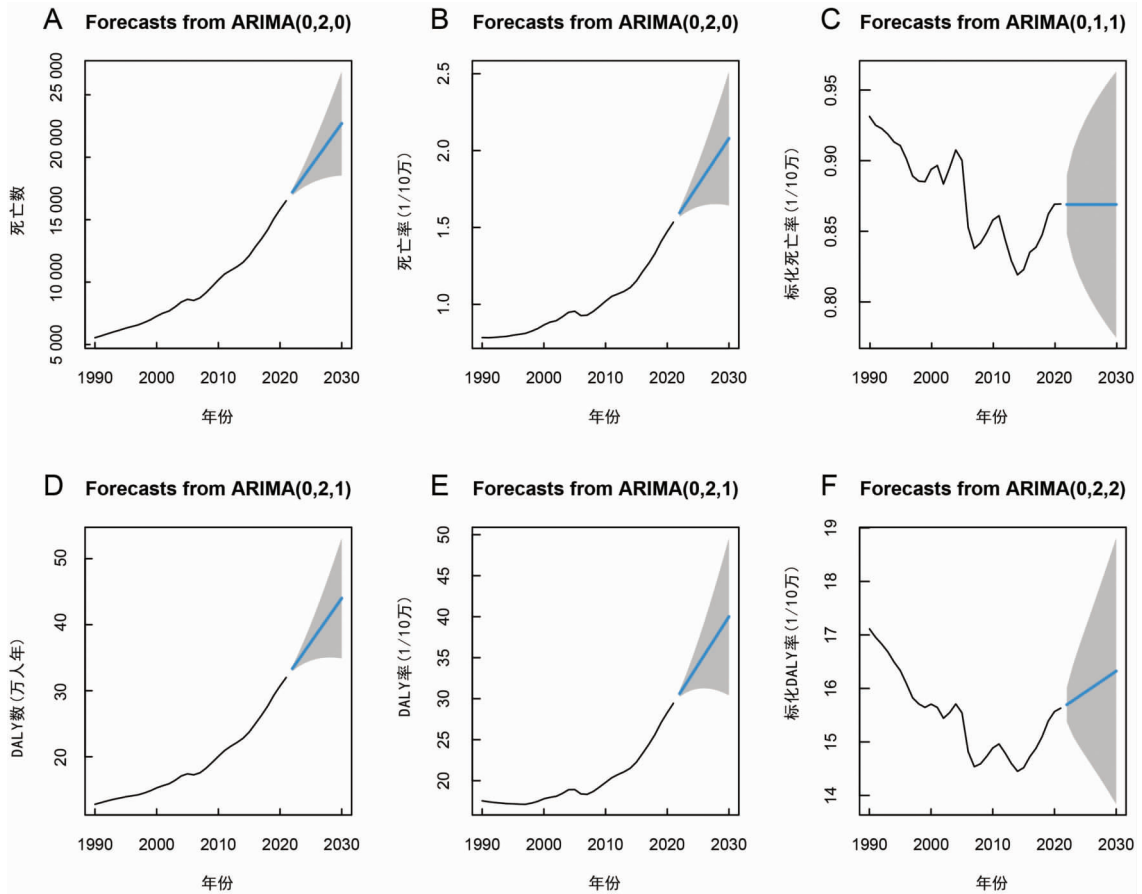 A Forecasts from ARIMA(0,2,0)
死亡数
25 000
20 000
15 000
10 000
5 000
1990 2000 2010 2020 2030
年份
B Forecasts from ARIMA(0,2,0)
死亡率(1/10万)
2.5
2.0
1.5
1.0
1990 2000 2010 2020 2030
年份
C Forecasts from ARIMA(0,1,1)
标化死亡率(1/10万)
0.95
0.90
0.85
0.80
1990 2000 2010 2020 2030
年份
D Forecasts from ARIMA(0,2,1)
DALY数(万人年)
50
40
30
20
1990 2000 2010 2020 2030
年份
E Forecasts from ARIMA(0,2,1)
DALY率(1/10万)
50
45
40
35
30
25
20
1990 2000 2010 2020 2030
年份
F Forecasts from ARIMA(0,2,2)
标化DALY率(1/10万)
19
18
17
16
15
14
1990 2000 2010 2020 2030
年份